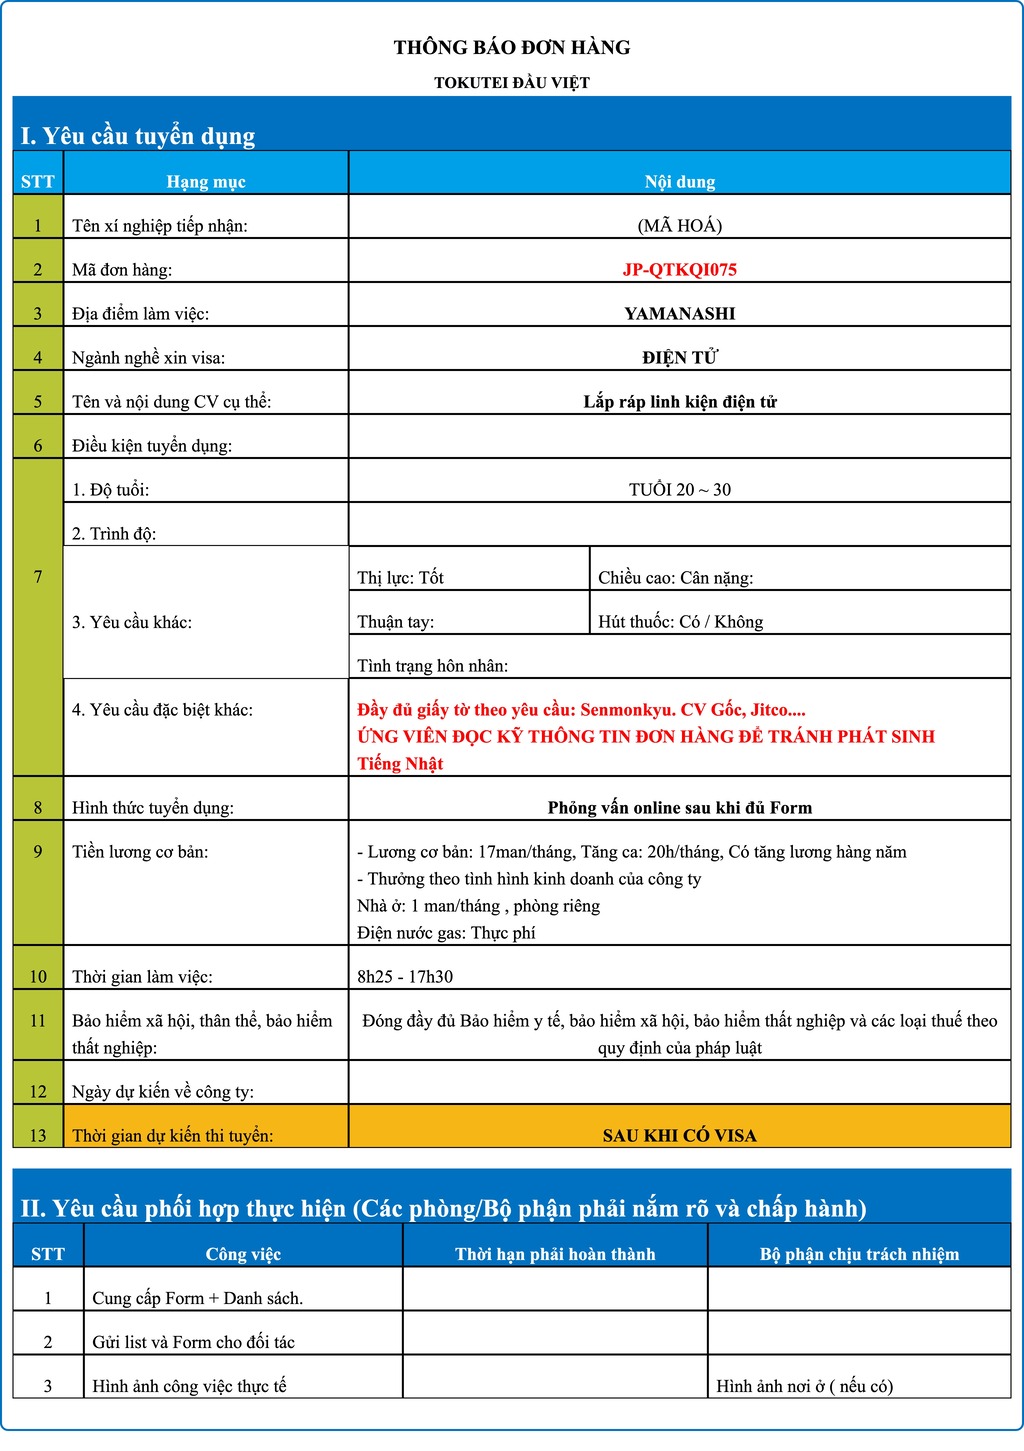 THÔNG BÁO ĐƠN HÀNG
TOKUTEI ĐẦU VIỆT
I. Yêu cầu tuyển dụng
STT Hạng mục Nội dung
1 Tên xí nghiệp tiếp nhận: (MÃ HOÁ)
2 Mã đơn hàng: JP-QTKQI075
3 Địa điểm làm việc: YAMANASHI
4 Ngành nghề xin visa: ĐIỆN TỬ
5 Tên và nội dung CV cụ thể: Lắp ráp linh kiện điện tử
6 Điều kiện tuyển dụng:
1. Độ tuổi: TUỔI 20 ~ 30
2. Trình độ:
7
Thị lực: Tốt Chiều cao: Cân nặng:
3. Yêu cầu khác: Thuận tay: Hút thuốc: Có / Không
Tình trạng hôn nhân:
4. Yêu cầu đặc biệt khác: Đầy đủ giấy tờ theo yêu cầu: Senmonkyu. CV Gốc, Jitco....
ỨNG VIÊN ĐỌC KỸ THÔNG TIN ĐƠN HÀNG ĐỂ TRÁNH PHÁT SINH
Tiếng Nhật
8 Hình thức tuyển dụng: Phỏng vấn online sau khi đủ Form
9 Tiền lương cơ bản: - Lương cơ bản: 17man/tháng, Tăng ca: 20h/tháng, Có tăng lương hàng năm
- Thưởng theo tình hình kinh doanh của công ty
Nhà ở: 1 man/tháng , phòng riêng
Điện nước gas: Thực phí
10 Thời gian làm việc: 8h25 - 17h30
11 Bảo hiểm xã hội, thân thể, bảo hiểm Đóng đầy đủ Bảo hiểm y tế, bảo hiểm xã hội, bảo hiểm thất nghiệp và các loại thuế theo
thất nghiệp: quy định của pháp luật
12 Ngày dự kiến về công ty:
13 Thời gian dự kiến thi tuyển: SAU KHI CÓ VISA
II. Yêu cầu phối hợp thực hiện (Các phòng/Bộ phận phải nắm rõ và chấp hành)
STT Công việc Thời hạn phải hoàn thành Bộ phận chịu trách nhiệm
1 Cung cấp Form + Danh sách.
2 Gửi list và Form cho đối tác
3 Hình ảnh công việc thực tế Hình ảnh nơi ở ( nếu có)